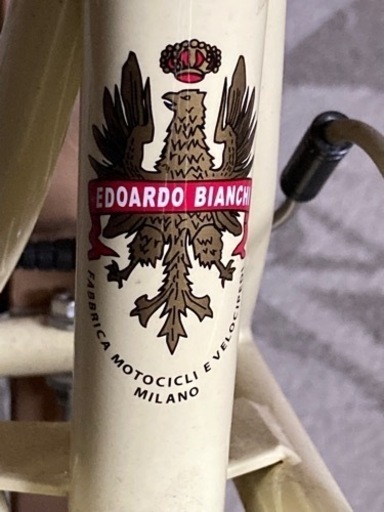 EDOARDO BIANCHI
FABBRICA MOTOCICLI E VELOCIPEDI
MILANO